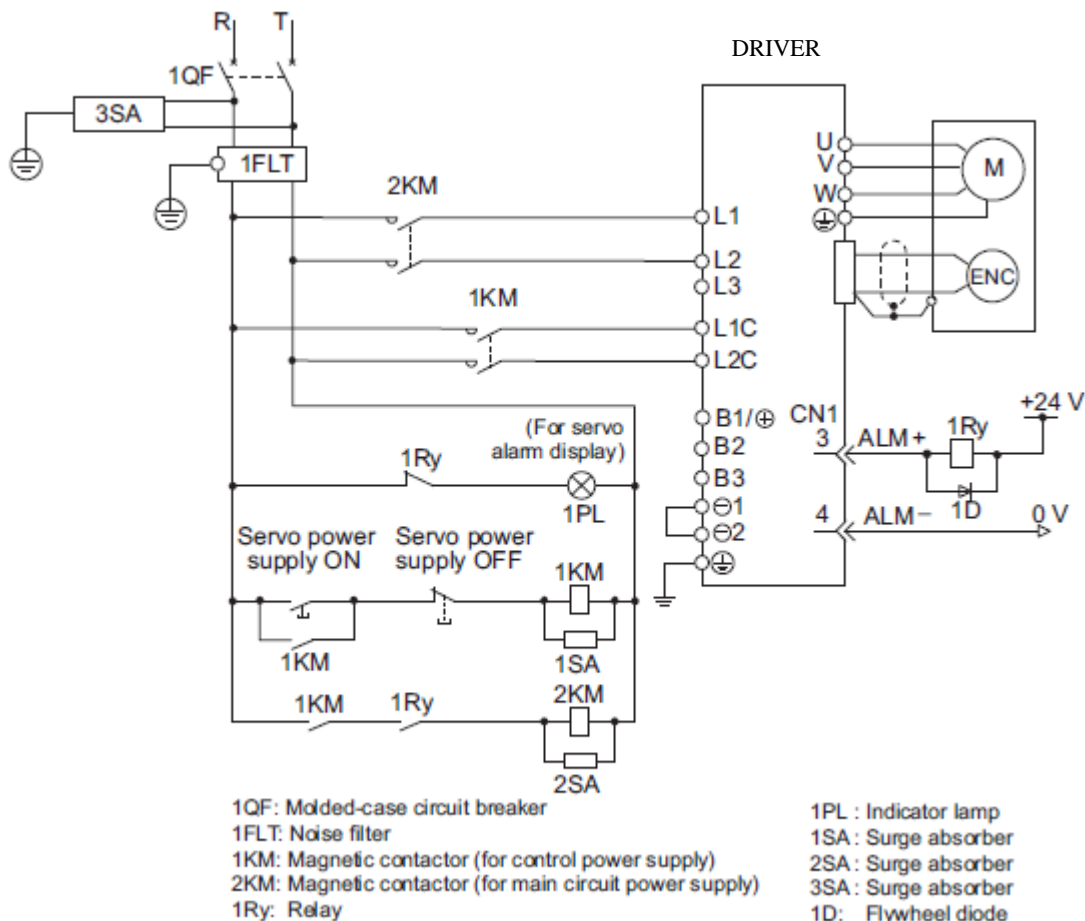 R T
DRIVER
1QF
3SA
1FLT
U
V
W
M
2KM
L1
L2
L3
ENC
1KM
L1C
L2C
+24 V
B1/⊕
CN1
(For servo
alarm display)
3
ALM+
1Ry
B2
1Ry
B3
1PL
⊖1
1D
4
ALM−
0 V
⊖2
Servo power
supply ON
Servo power
supply OFF
1KM
1KM
1SA
1KM
1Ry
2KM
2SA
1QF: Molded-case circuit breaker
1FLT: Noise filter
1KM: Magnetic contactor (for control power supply)
2KM: Magnetic contactor (for main circuit power supply)
1Ry: Relay
1PL : Indicator lamp
1SA : Surge absorber
2SA : Surge absorber
3SA : Surge absorber
1D: Flywheel diode